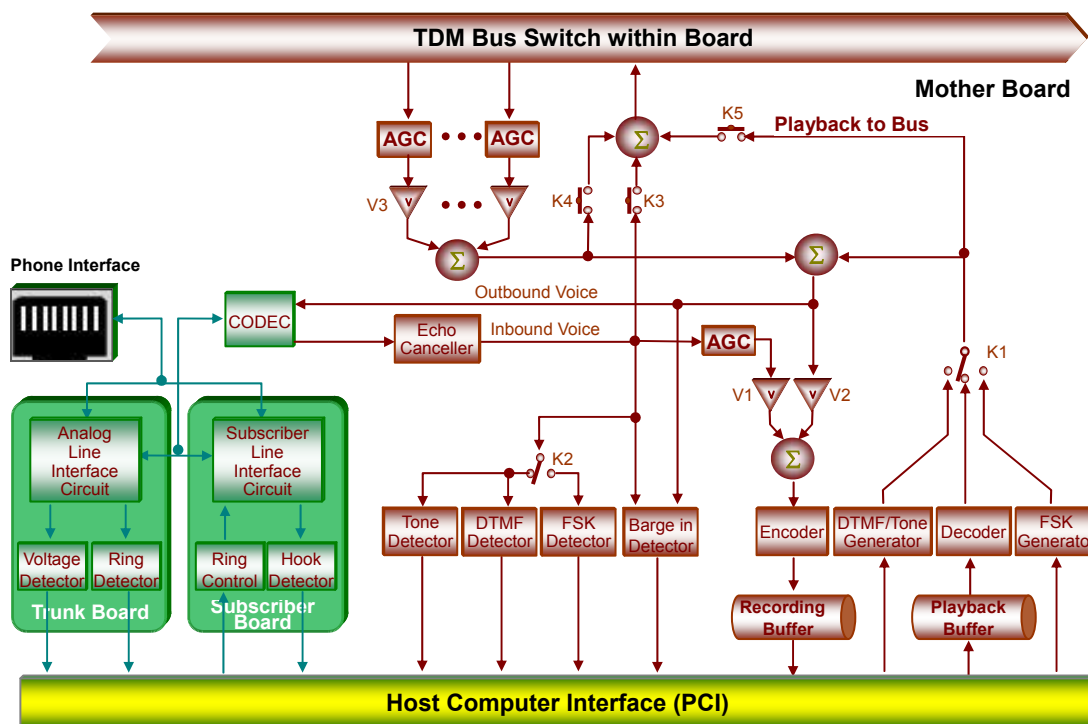 TDM Bus Switch within Board
Mother Board
K5
Playback to Bus
AGC
AGC
Σ
V3
v
v
K4
K3
Σ
Σ
Phone Interface
Outbound Voice
CODEC
Echo
Canceller
Inbound Voice
AGC
K1
V1
v
v
V2
Analog
Line
Interface
Circuit
Subscriber
Line
Interface
Circuit
K2
Σ
Tone
Detector
DTMF
Detector
FSK
Detector
Barge in
Detector
Encoder
DTMF/Tone
Generator
Decoder
FSK
Generator
Voltage
Detector
Ring
Detector
Ring
Control
Hook
Detector
Trunk Board
Subscriber
Board
Recording
Buffer
Playback
Buffer
Host Computer Interface (PCI)